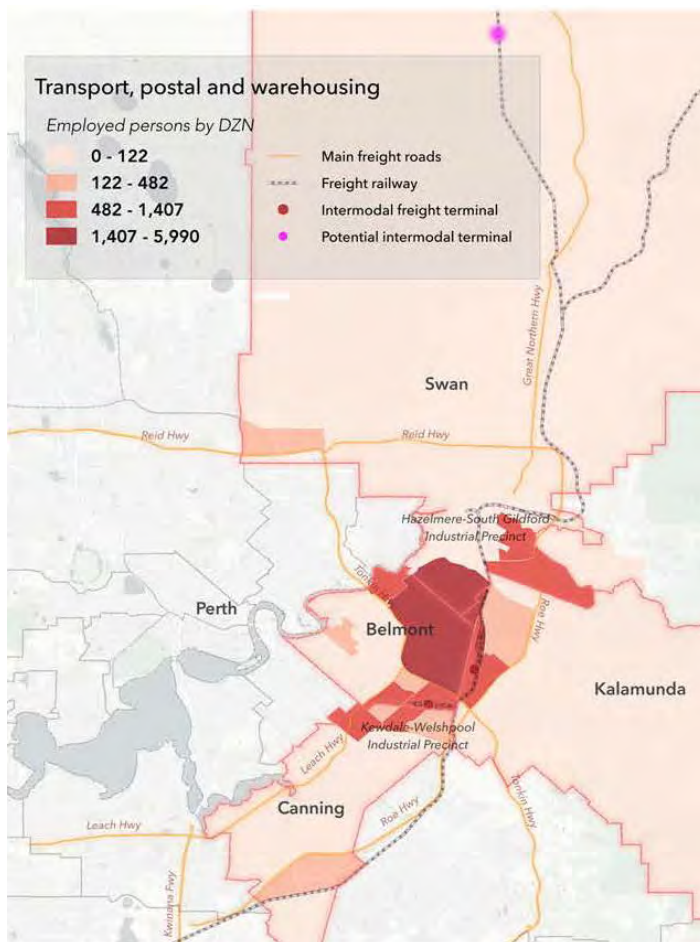 Transport, postal and warehousing
Employed persons by DZN
0 - 122
122 - 482
482 - 1,407
1,407 - 5,990
Main freight roads
Freight railway
Intermodal freight terminal
Potential intermodal terminal
Great Northern Hwy
Swan
Reid Hwy
Reid Hwy
Hazelmere-South Guildford
Industrial Precinct
Tonkin Hwy
Perth
Belmont
Roe Hwy
Kalamunda
Kewdale-Welshpool
Industrial Precinct
Leach Hwy
Tonkin Hwy
Canning
Roe Hwy
Leach Hwy
Kwinana Fwy